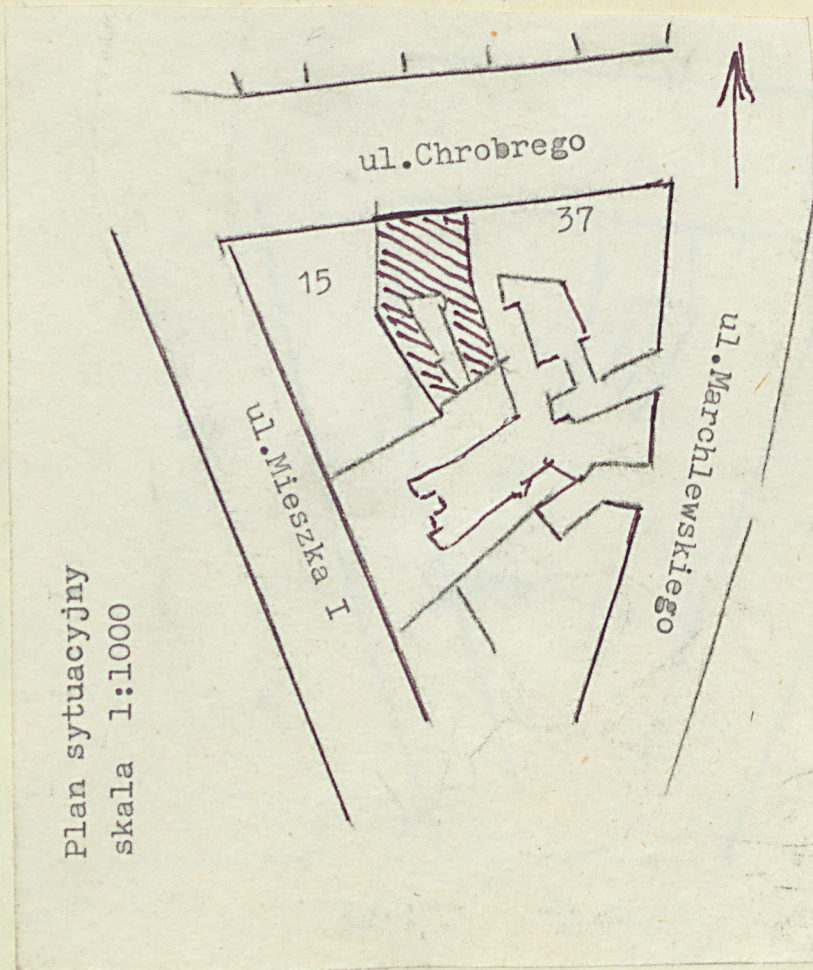 ul.Chrobrego
37
15
ul.Mieszka I
ul.Marchlewskiego
Plan sytuacyjny
skala 1:1000